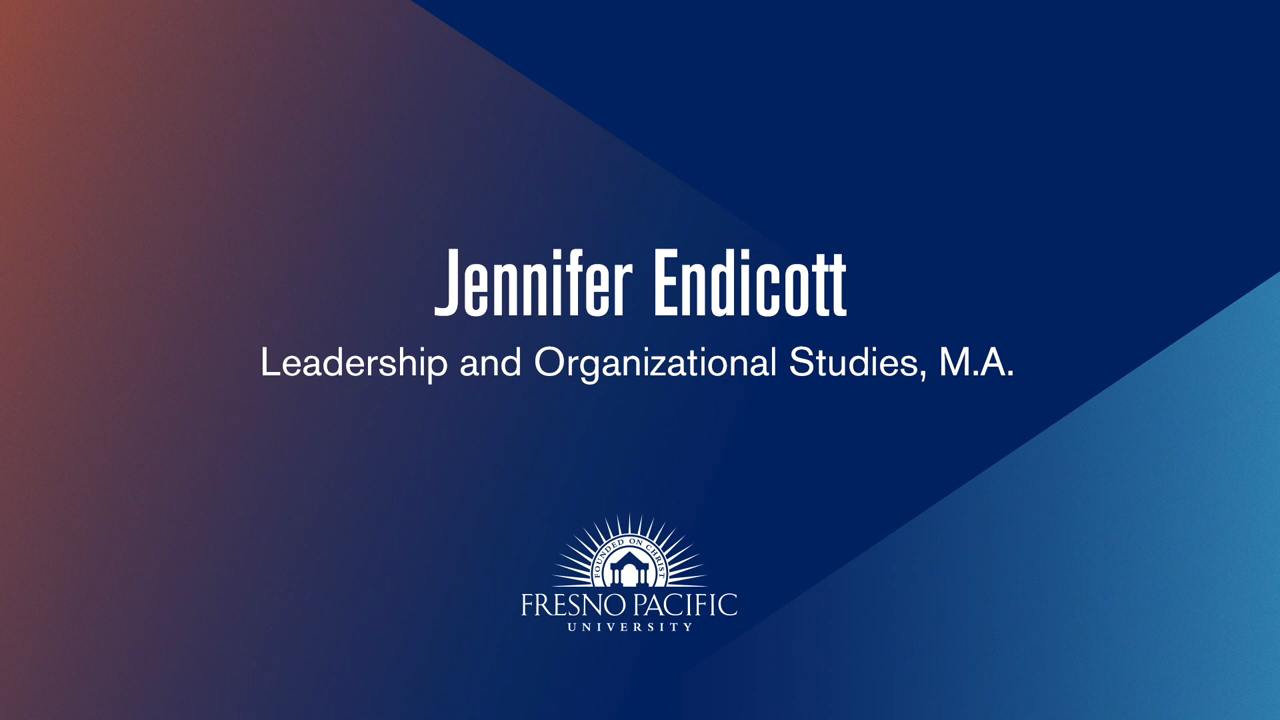 Jennifer Endicott
Leadership and Organizational Studies, M.A.
FOUNDED ON CHRIST
FRESNO PACIFIC
UNIVERSITY